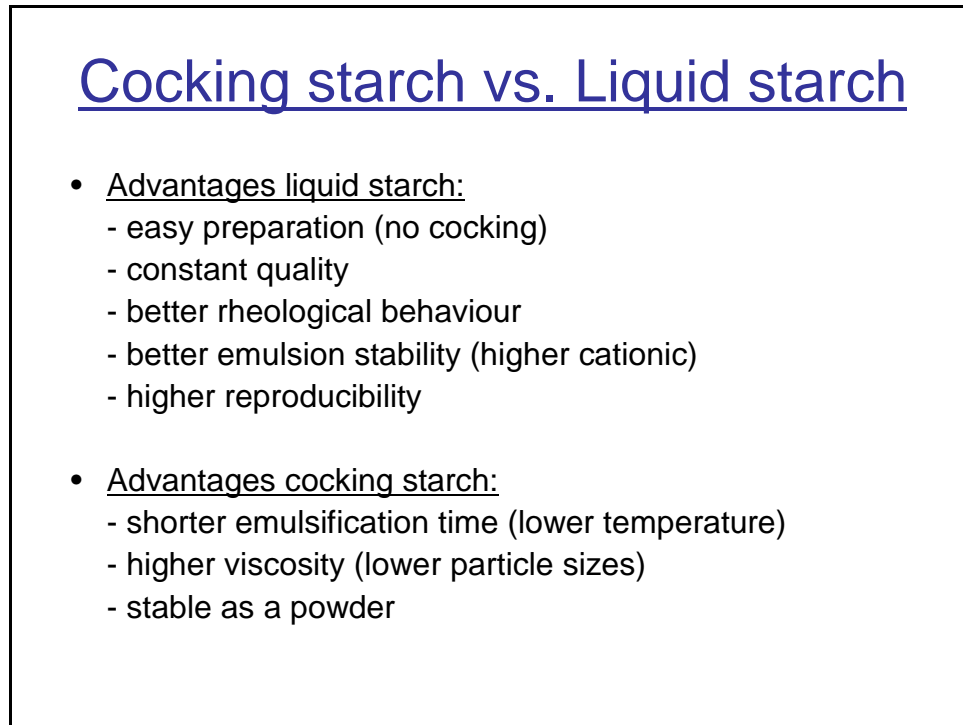 Cocking starch vs. Liquid starch
• Advantages liquid starch:
- easy preparation (no cocking)
- constant quality
- better rheological behaviour
- better emulsion stability (higher cationic)
- higher reproducibility
• Advantages cocking starch:
- shorter emulsification time (lower temperature)
- higher viscosity (lower particle sizes)
- stable as a powder